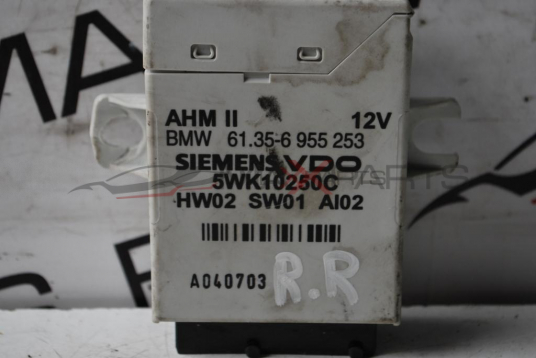 AHM II 12V
BMW 61.35-6 955 253
SIEMENS VDO
5WK10250C
HW02 SW01 AI02
A040703 R.R